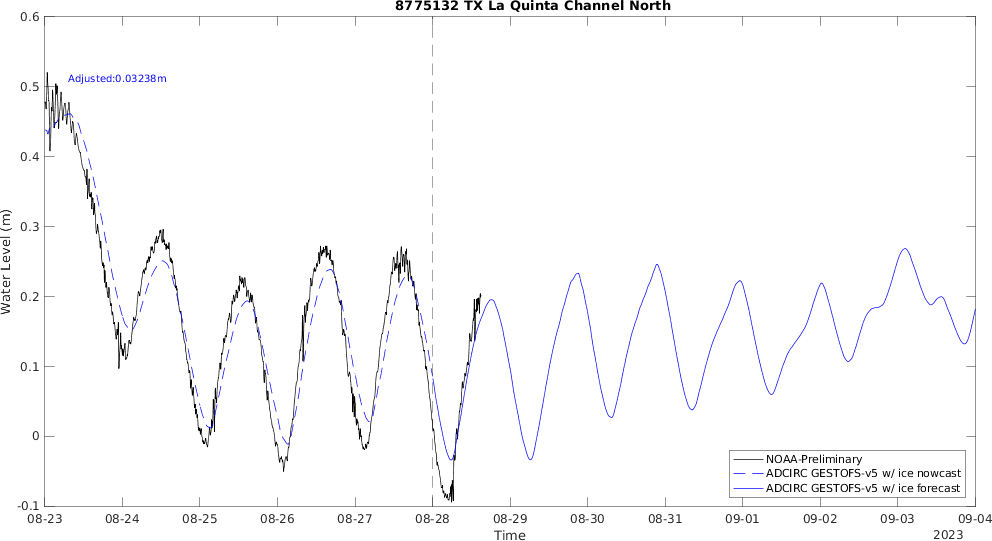 8775132 TX La Quinta Channel North
0.6
Adjusted:0.03238m
0.5
0.4
0.3
0.2
0.1
0
-0.1
Water Level (m)
NOAA-Preliminary
ADCIRC GESTOFS-v5 w/ ice nowcast
ADCIRC GESTOFS-v5 w/ ice forecast
08-23 08-24 08-25 08-26 08-27 08-28 08-29 08-30 08-31 09-01 09-02 09-03 09-04
Time
2023